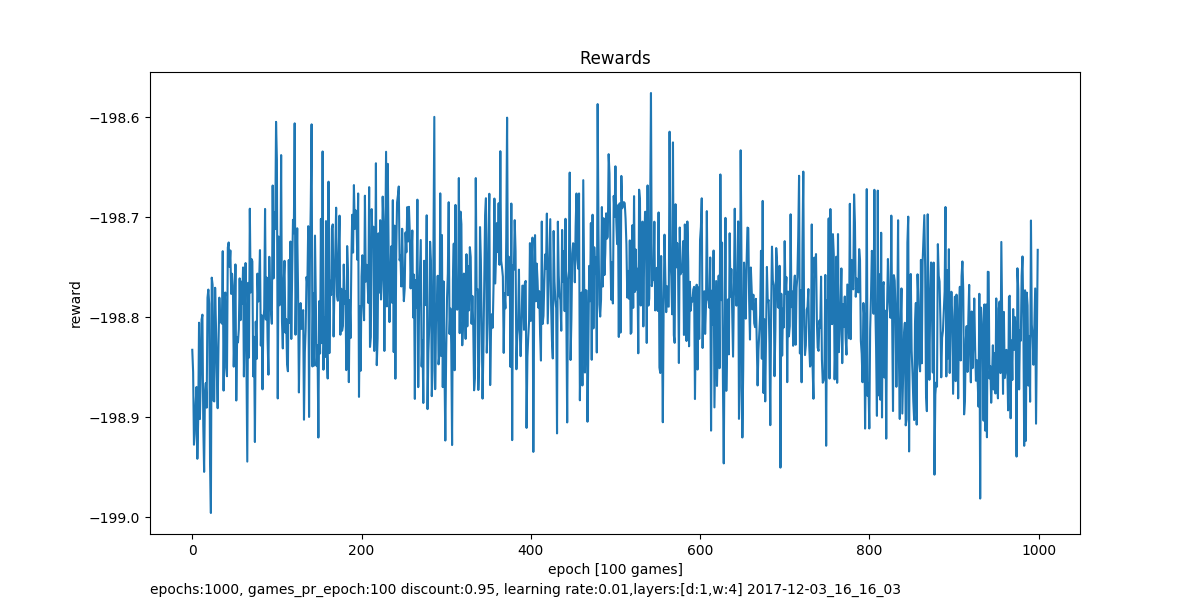 Rewards
−198.6
−198.7
−198.8
−198.9
−199.0
reward
0 200 400 600 800 1000
epoch [100 games]
epochs:1000, games_pr_epoch:100 discount:0.95, learning rate:0.01,layers:[d:1,w:4] 2017-12-03_16_16_03